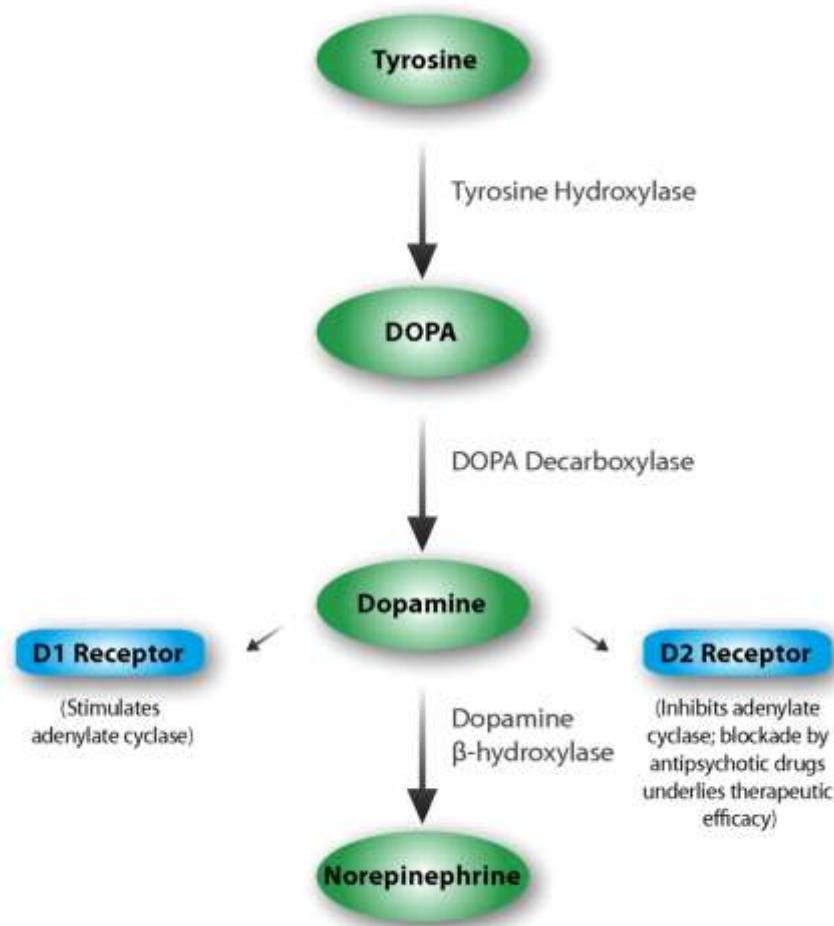 Tyrosine
Tyrosine Hydroxylase
DOPA
DOPA Decarboxylase
Dopamine
D1 Receptor
(Stimulates
adenylate cyclase)
D2 Receptor
(Inhibits adenylate
cyclase; blockade by
antipsychotic drugs
underlies therapeutic
efficacy)
Dopamine
β-hydroxylase
Norepinephrine